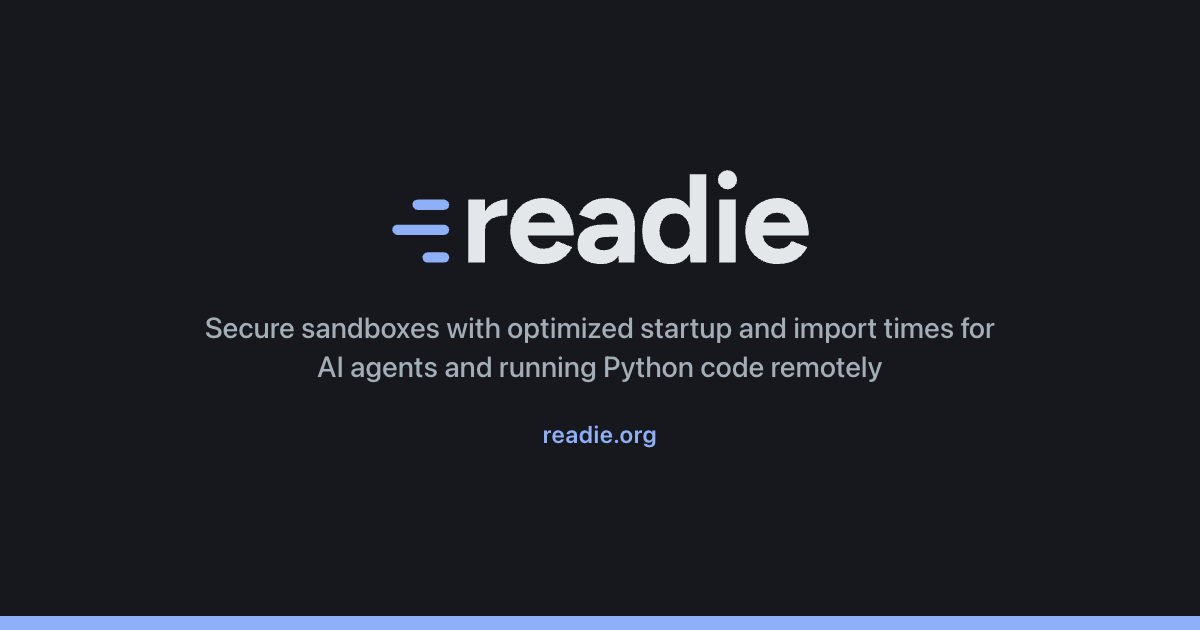 readie
Secure sandboxes with optimized startup and import times for
AI agents and running Python code remotely
readie.org